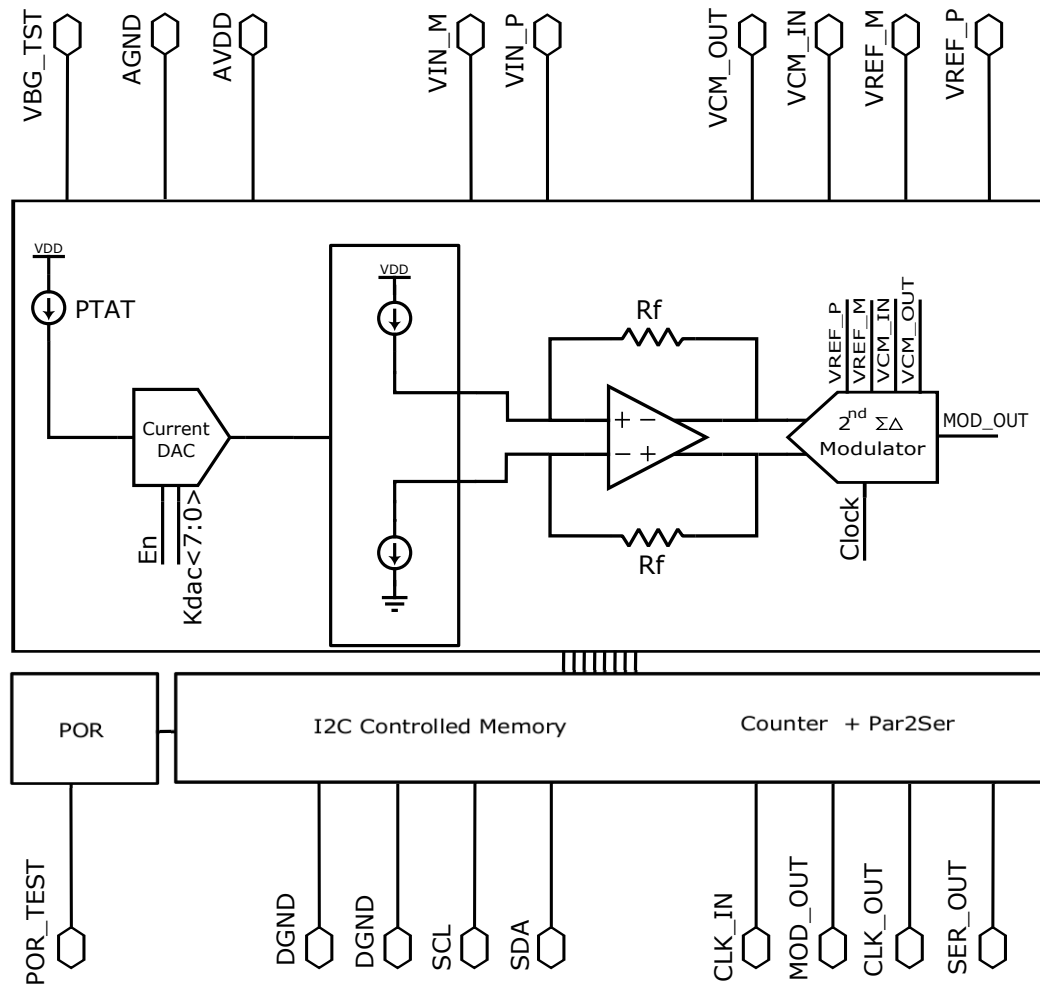 VBG_TST
AGND
AVDD
VIN_M
VIN_P
VCM_OUT
VCM_IN
VREF_M
VREF_P
VDD
PTAT
VDD
Rf
VREF_P
VREF_M
VCM_IN
VCM_OUT
Current
DAC
+ −
− +
2nd ΣΔ
Modulator
MOD_OUT
En
Kdac<7:0>
Rf
Clock
POR
I2C Controlled Memory
Counter + Par2Ser
POR_TEST
DGND
DGND
SCL
SDA
CLK_IN
MOD_OUT
CLK_OUT
SER_OUT